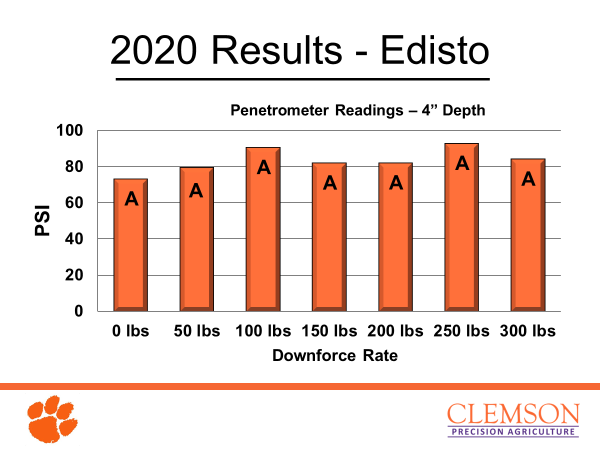 2020 Results - Edisto
Penetrometer Readings – 4” Depth
PSI
100
80
60
40
20
0
A A A A A A A
0 lbs 50 lbs 100 lbs 150 lbs 200 lbs 250 lbs 300 lbs
Downforce Rate
CLEMSON
PRECISION AGRICULTURE